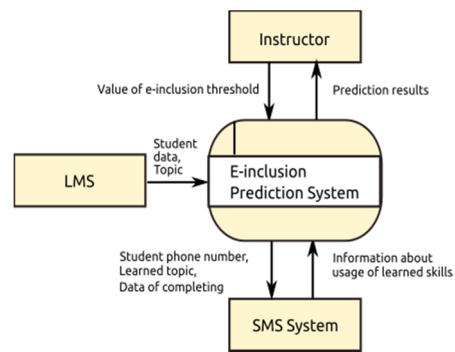 Instructor
Value of e-inclusion threshold
Prediction results
Student
data,
Topic
LMS
E-inclusion
Prediction System
Student phone number,
Learned topic,
Data of completing
Information about
usage of learned skills
SMS System